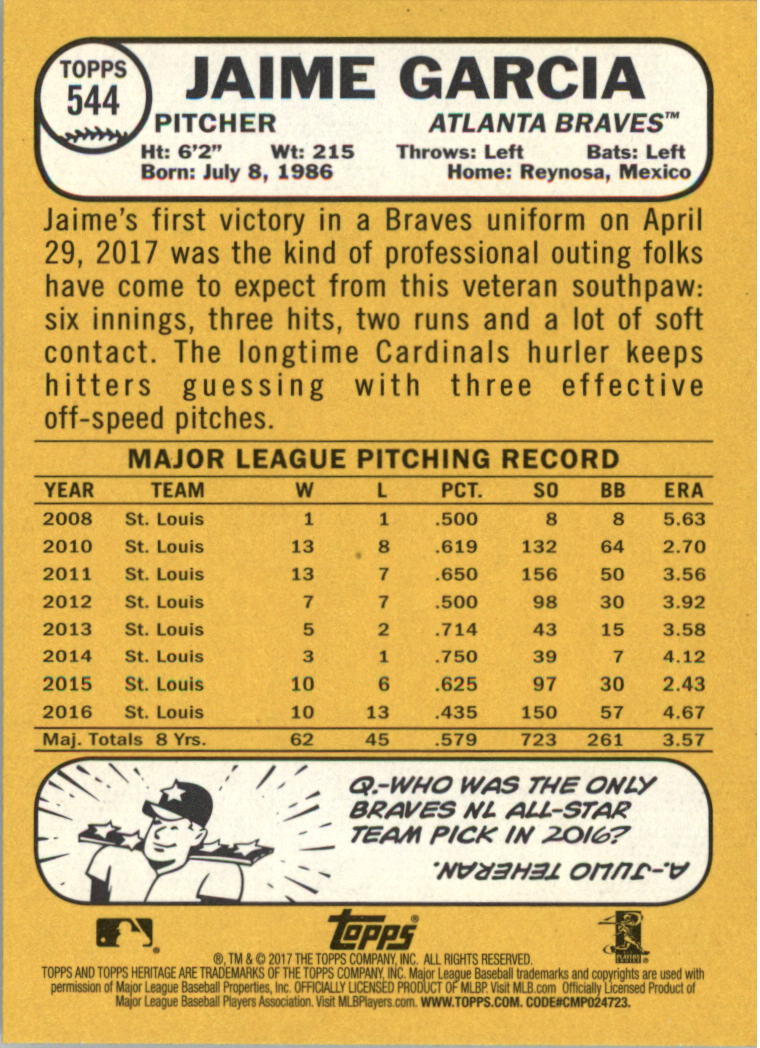 TOPPS
544
JAIME GARCIA
PITCHER ATLANTA BRAVES™
Ht: 6'2" Wt: 215 Throws: Left Bats: Left
Born: July 8, 1986 Home: Reynosa, Mexico
Jaime's first victory in a Braves uniform on April
29, 2017 was the kind of professional outing folks
have come to expect from this veteran southpaw:
six innings, three hits, two runs and a lot of soft
contact. The longtime Cardinals hurler keeps
hitters guessing with three effective
off-speed pitches.
MAJOR LEAGUE PITCHING RECORD
YEAR TEAM W L PCT. SO BB ERA
2008 St. Louis 1 1 .500 8 8 5.63
2010 St. Louis 13 8 .619 132 64 2.70
2011 St. Louis 13 7 .650 156 50 3.56
2012 St. Louis 7 7 .500 98 30 3.92
2013 St. Louis 5 2 .714 43 15 3.58
2014 St. Louis 3 1 .750 39 7 4.12
2015 St. Louis 10 6 .625 97 30 2.43
2016 St. Louis 10 13 .435 150 57 4.67
Maj. Totals 8 Yrs. 62 45 .579 723 261 3.57
Q.-WHO WAS THE ONLY
BRAVES NL ALL-STAR
TEAM PICK IN 2016?
A.-JULIO TEHERAN.
Topps®
®, TM & © 2017 THE TOPPS COMPANY, INC. ALL RIGHTS RESERVED.
TOPPS AND TOPPS HERITAGE ARE TRADEMARKS OF THE TOPPS COMPANY, INC. Major League Baseball trademarks and copyrights are used with
permission of Major League Baseball Properties, Inc. OFFICIALLY LICENSED PRODUCT OF MLBP. Visit MLB.com Officially Licensed Product of
Major League Baseball Players Association. Visit MLBPlayers.com. WWW.TOPPS.COM. CODE#CMP024723.